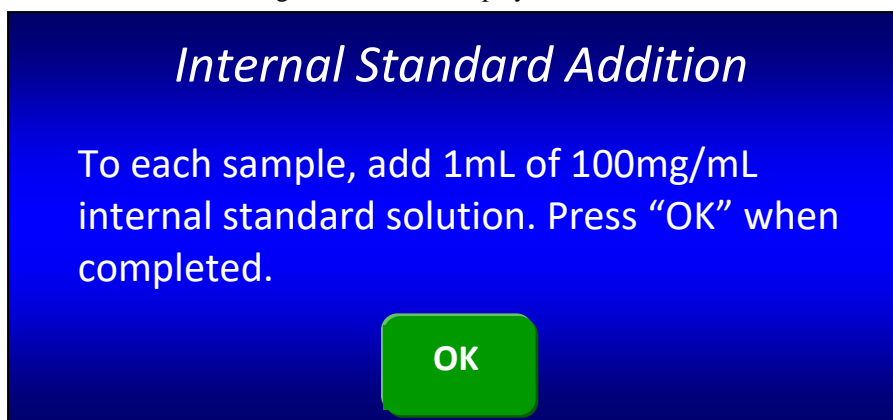 Internal Standard Addition
To each sample, add 1mL of 100mg/mL
internal standard solution. Press “OK” when
completed.
OK